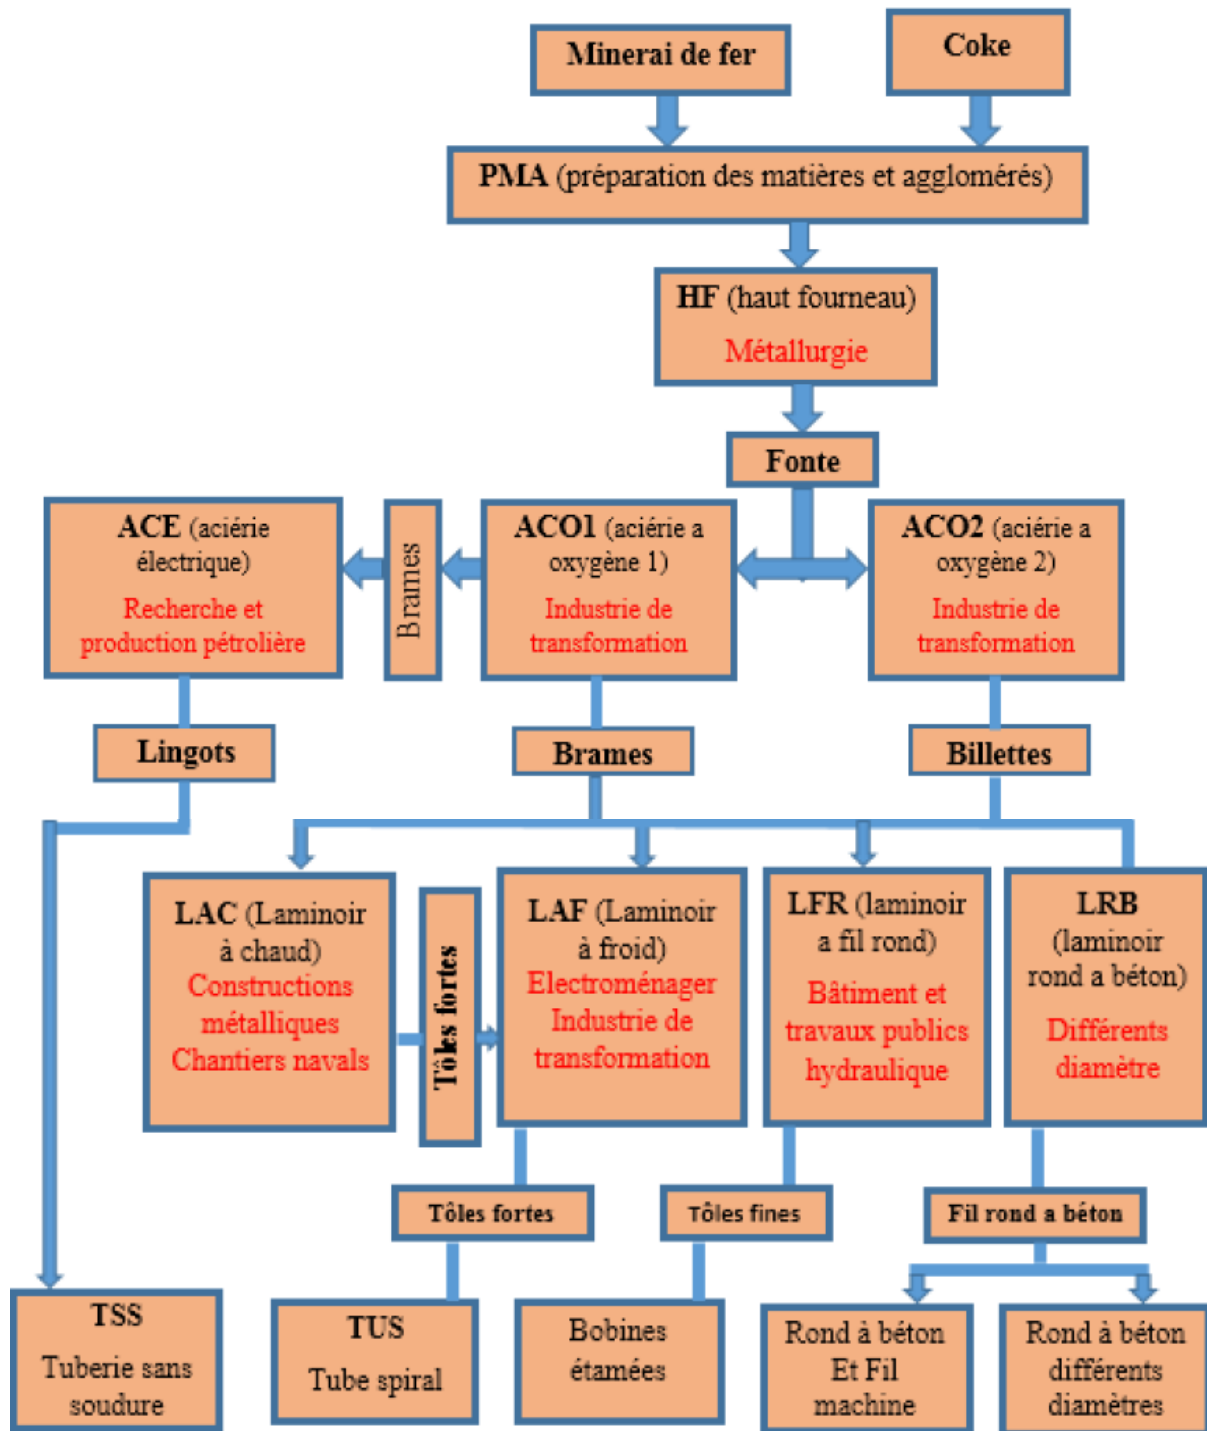 Minerai de fer
Coke
PMA (préparation des matières et agglomérés)
HF (haut fourneau)
Métallurgie
Fonte
ACE (aciérie
électrique)
Recherche et
production pétrolière
Brames
ACO1 (aciérie a
oxygène 1)
Industrie de
transformation
ACO2 (aciérie a
oxygène 2)
Industrie de
transformation
Lingots
Brames
Billettes
LAC (Laminoir
à chaud)
Constructions
métalliques
Chantiers navals
Tôles fortes
LAF (Laminoir
à froid)
Electroménager
Industrie de
transformation
LFR (laminoir
a fil rond)
Bâtiment et
travaux publics
hydraulique
LRB
(laminoir
rond a béton)
Différents
diamètre
Tôles fortes
Tôles fines
Fil rond a béton
TSS
Tuberie sans
soudure
TUS
Tube spiral
Bobines
étamées
Rond à béton
Et Fil
machine
Rond à béton
différents
diamètres